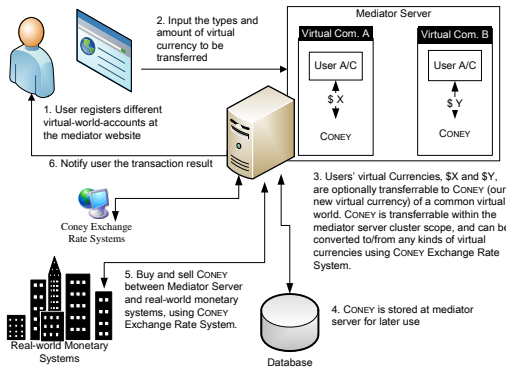 Mediator Server
2. Input the types and
amount of virtual
currency to be
transferred
Virtual Com. A
User A/C
$ X
CONEY
Virtual Com. B
User A/C
$ Y
CONEY
1. User registers different
virtual-world-accounts at
the mediator website
6. Notify user the transaction result
3. Users' virtual Currencies, $X and $Y,
are optionally transferrable to CONEY (our
new virtual currency) of a common virtual
world. CONEY is transferrable within the
mediator server cluster scope, and can be
converted to/from any kinds of virtual
currencies using CONEY Exchange Rate
System.
Coney Exchange
Rate Systems
5. Buy and sell CONEY
between Mediator Server
and real-world monetary
systems, using CONEY
Exchange Rate System.
4. CONEY is stored at mediator
server for later use
Real-world Monetary
Systems
Database